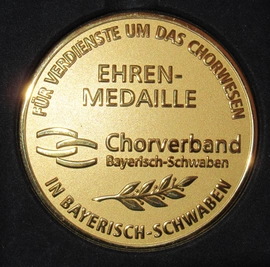 FÜR VERDIENSTE UM DAS CHORWESEN
EHREN-
MEDAILLE
Chorverband
Bayerisch-Schwaben
IN BAYERISCH-SCHWABEN